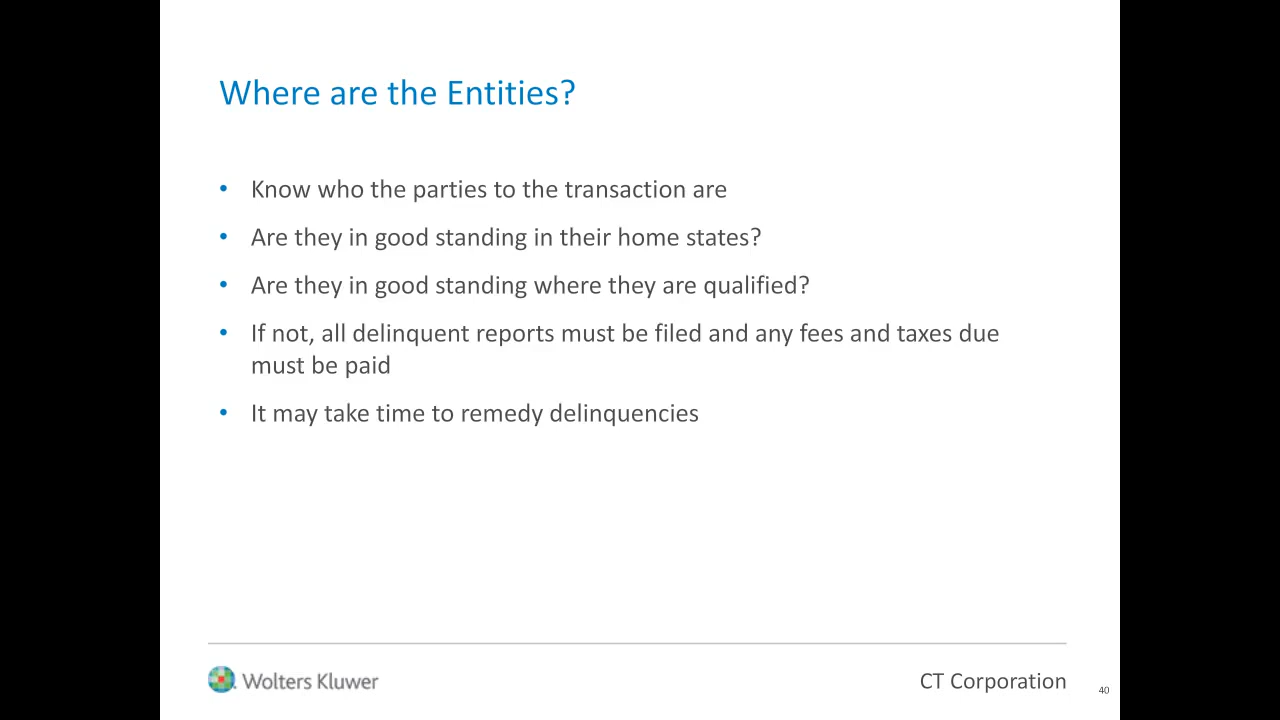 Where are the Entities?
• Know who the parties to the transaction are
• Are they in good standing in their home states?
• Are they in good standing where they are qualified?
• If not, all delinquent reports must be filed and any fees and taxes due
must be paid
• It may take time to remedy delinquencies
Wolters Kluwer
CT Corporation
40